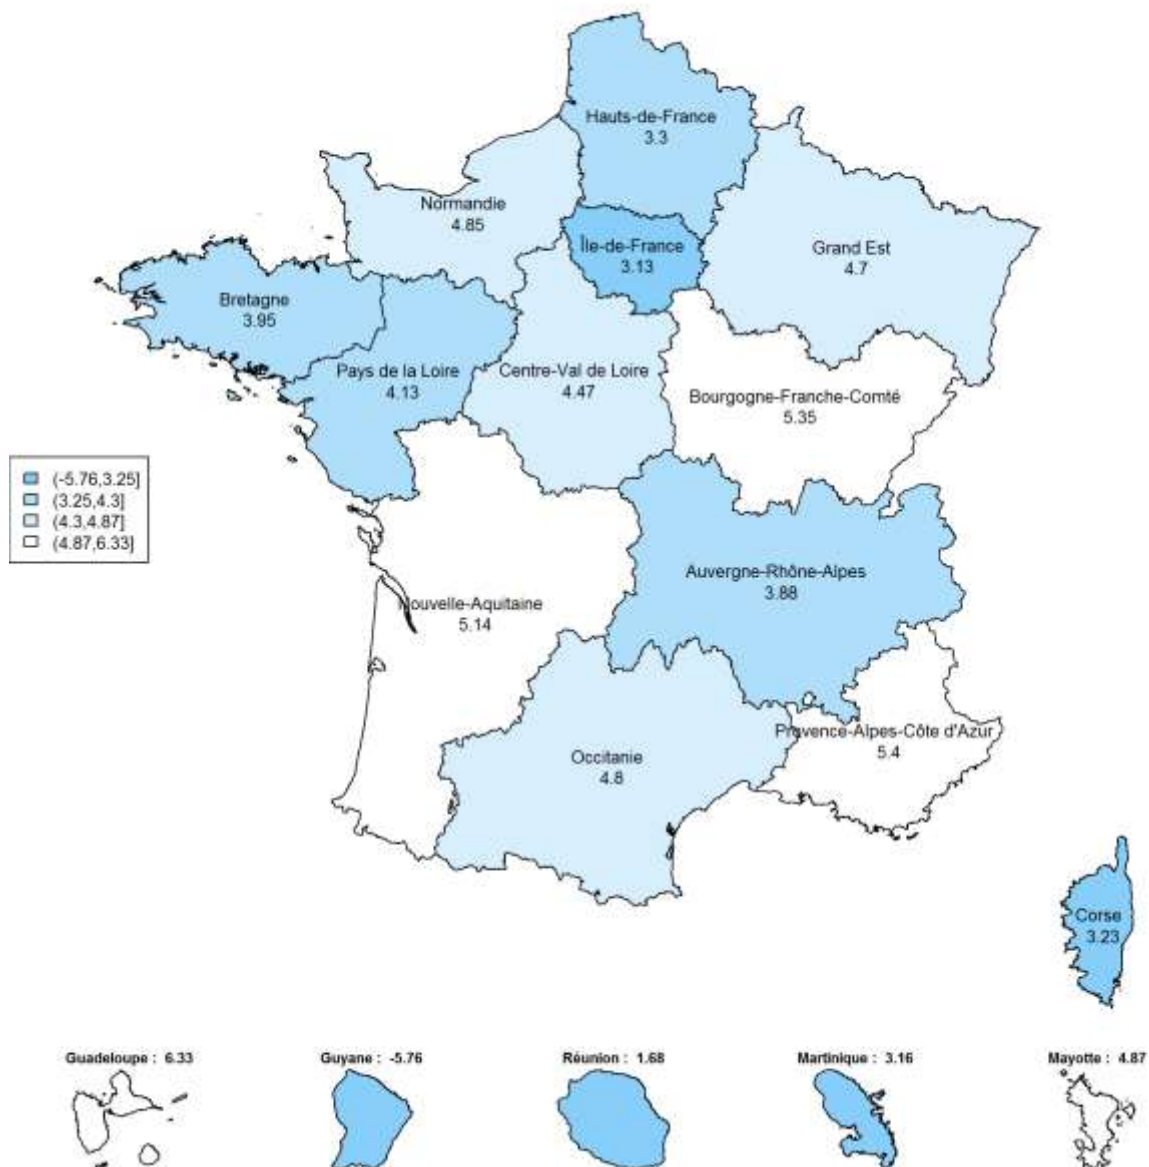 Hauts-de-France
3.3
Normandie
4.85
Île-de-France
3.13
Grand Est
4.7
Bretagne
3.95
Pays de la Loire
4.13
Centre-Val de Loire
4.47
Bourgogne-Franche-Comté
5.35
(-5.76,3.25]
(3.25,4.3]
(4.3,4.87]
(4.87,6.33]
Auvergne-Rhône-Alpes
3.88
Nouvelle-Aquitaine
5.14
Provence-Alpes-Côte d'Azur
5.4
Occitanie
4.8
Corse
3.23
Guadeloupe : 6.33
Guyane : -5.76
Réunion : 1.68
Martinique : 3.16
Mayotte : 4.87